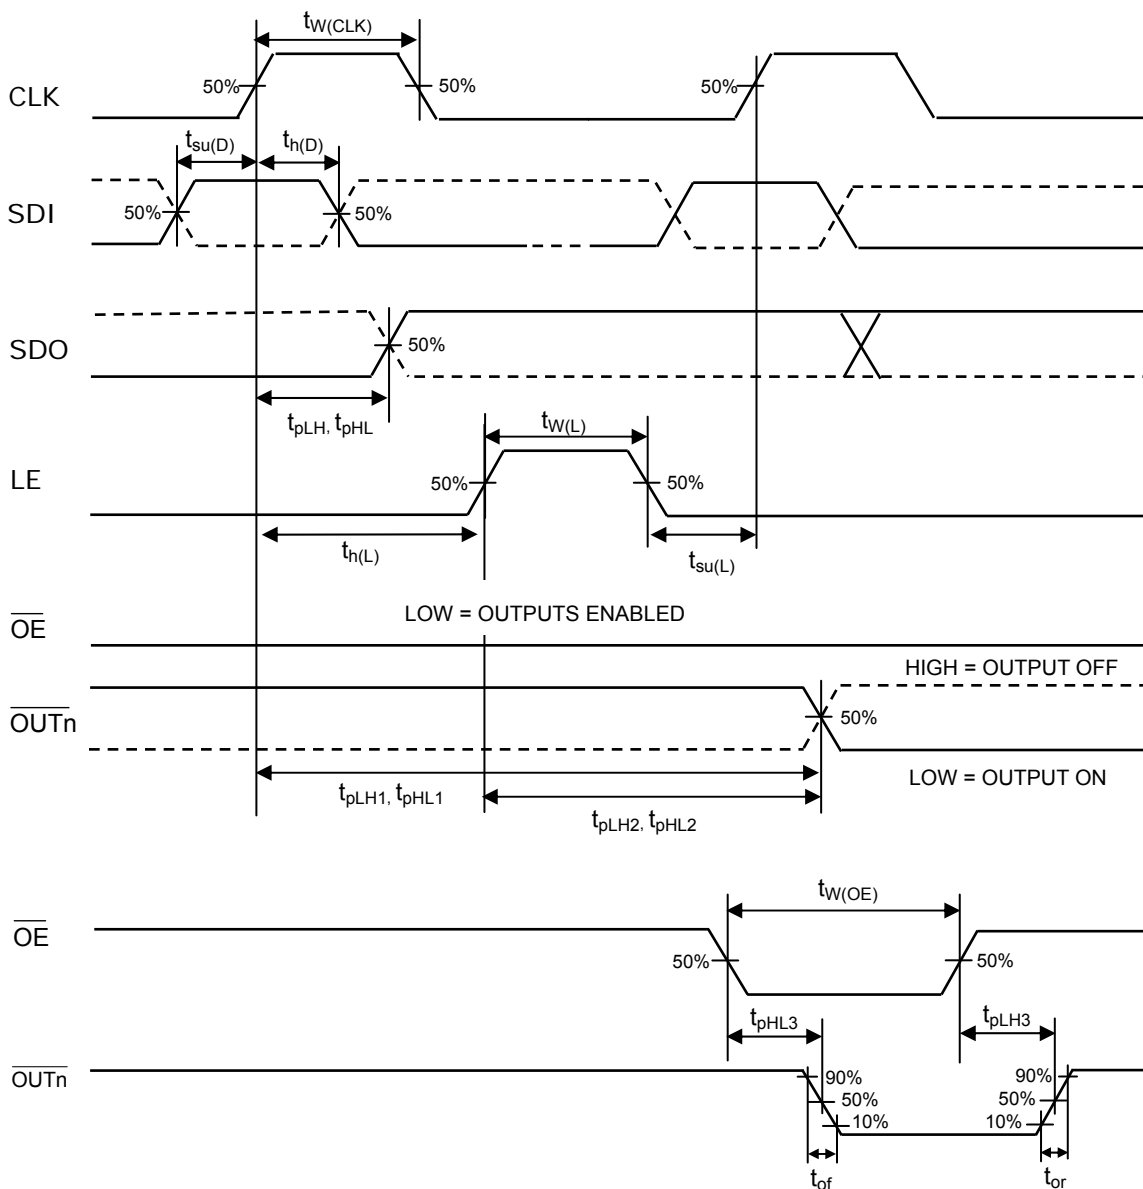 tW(CLK)
50%
50%
50%
CLK
tsu(D)
th(D)
50%
50%
SDI
50%
SDO
tpLH, tpHL
tW(L)
50%
50%
LE
th(L)
tsu(L)
LOW = OUTPUTS ENABLED
OE
HIGH = OUTPUT OFF
50%
OUTn
LOW = OUTPUT ON
tpLH1, tpHL1
tpLH2, tpHL2
tW(OE)
OE
50%
50%
tpHL3
tpLH3
OUTn
90%
90%
50%
50%
10%
10%
tof
tor